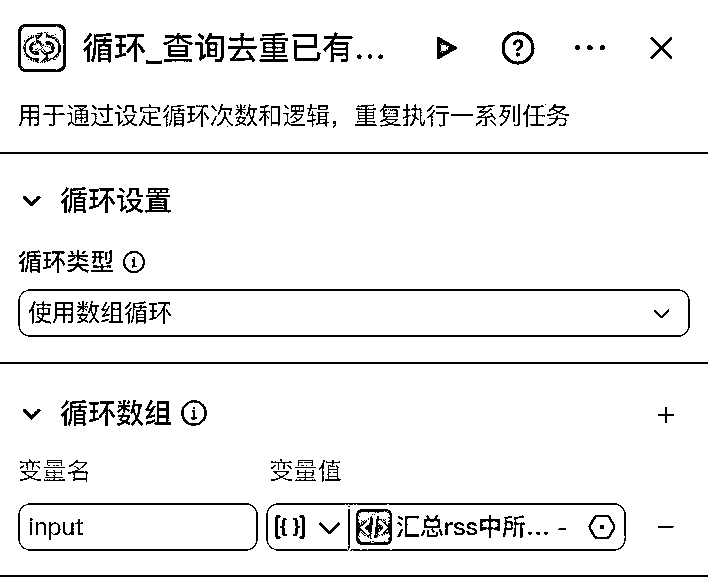 循环_查询去重已有...
用于通过设定循环次数和逻辑，重复执行一系列任务
循环设置
循环类型
使用数组循环
循环数组
变量名 变量值
input [{}] 汇总rss中所... -